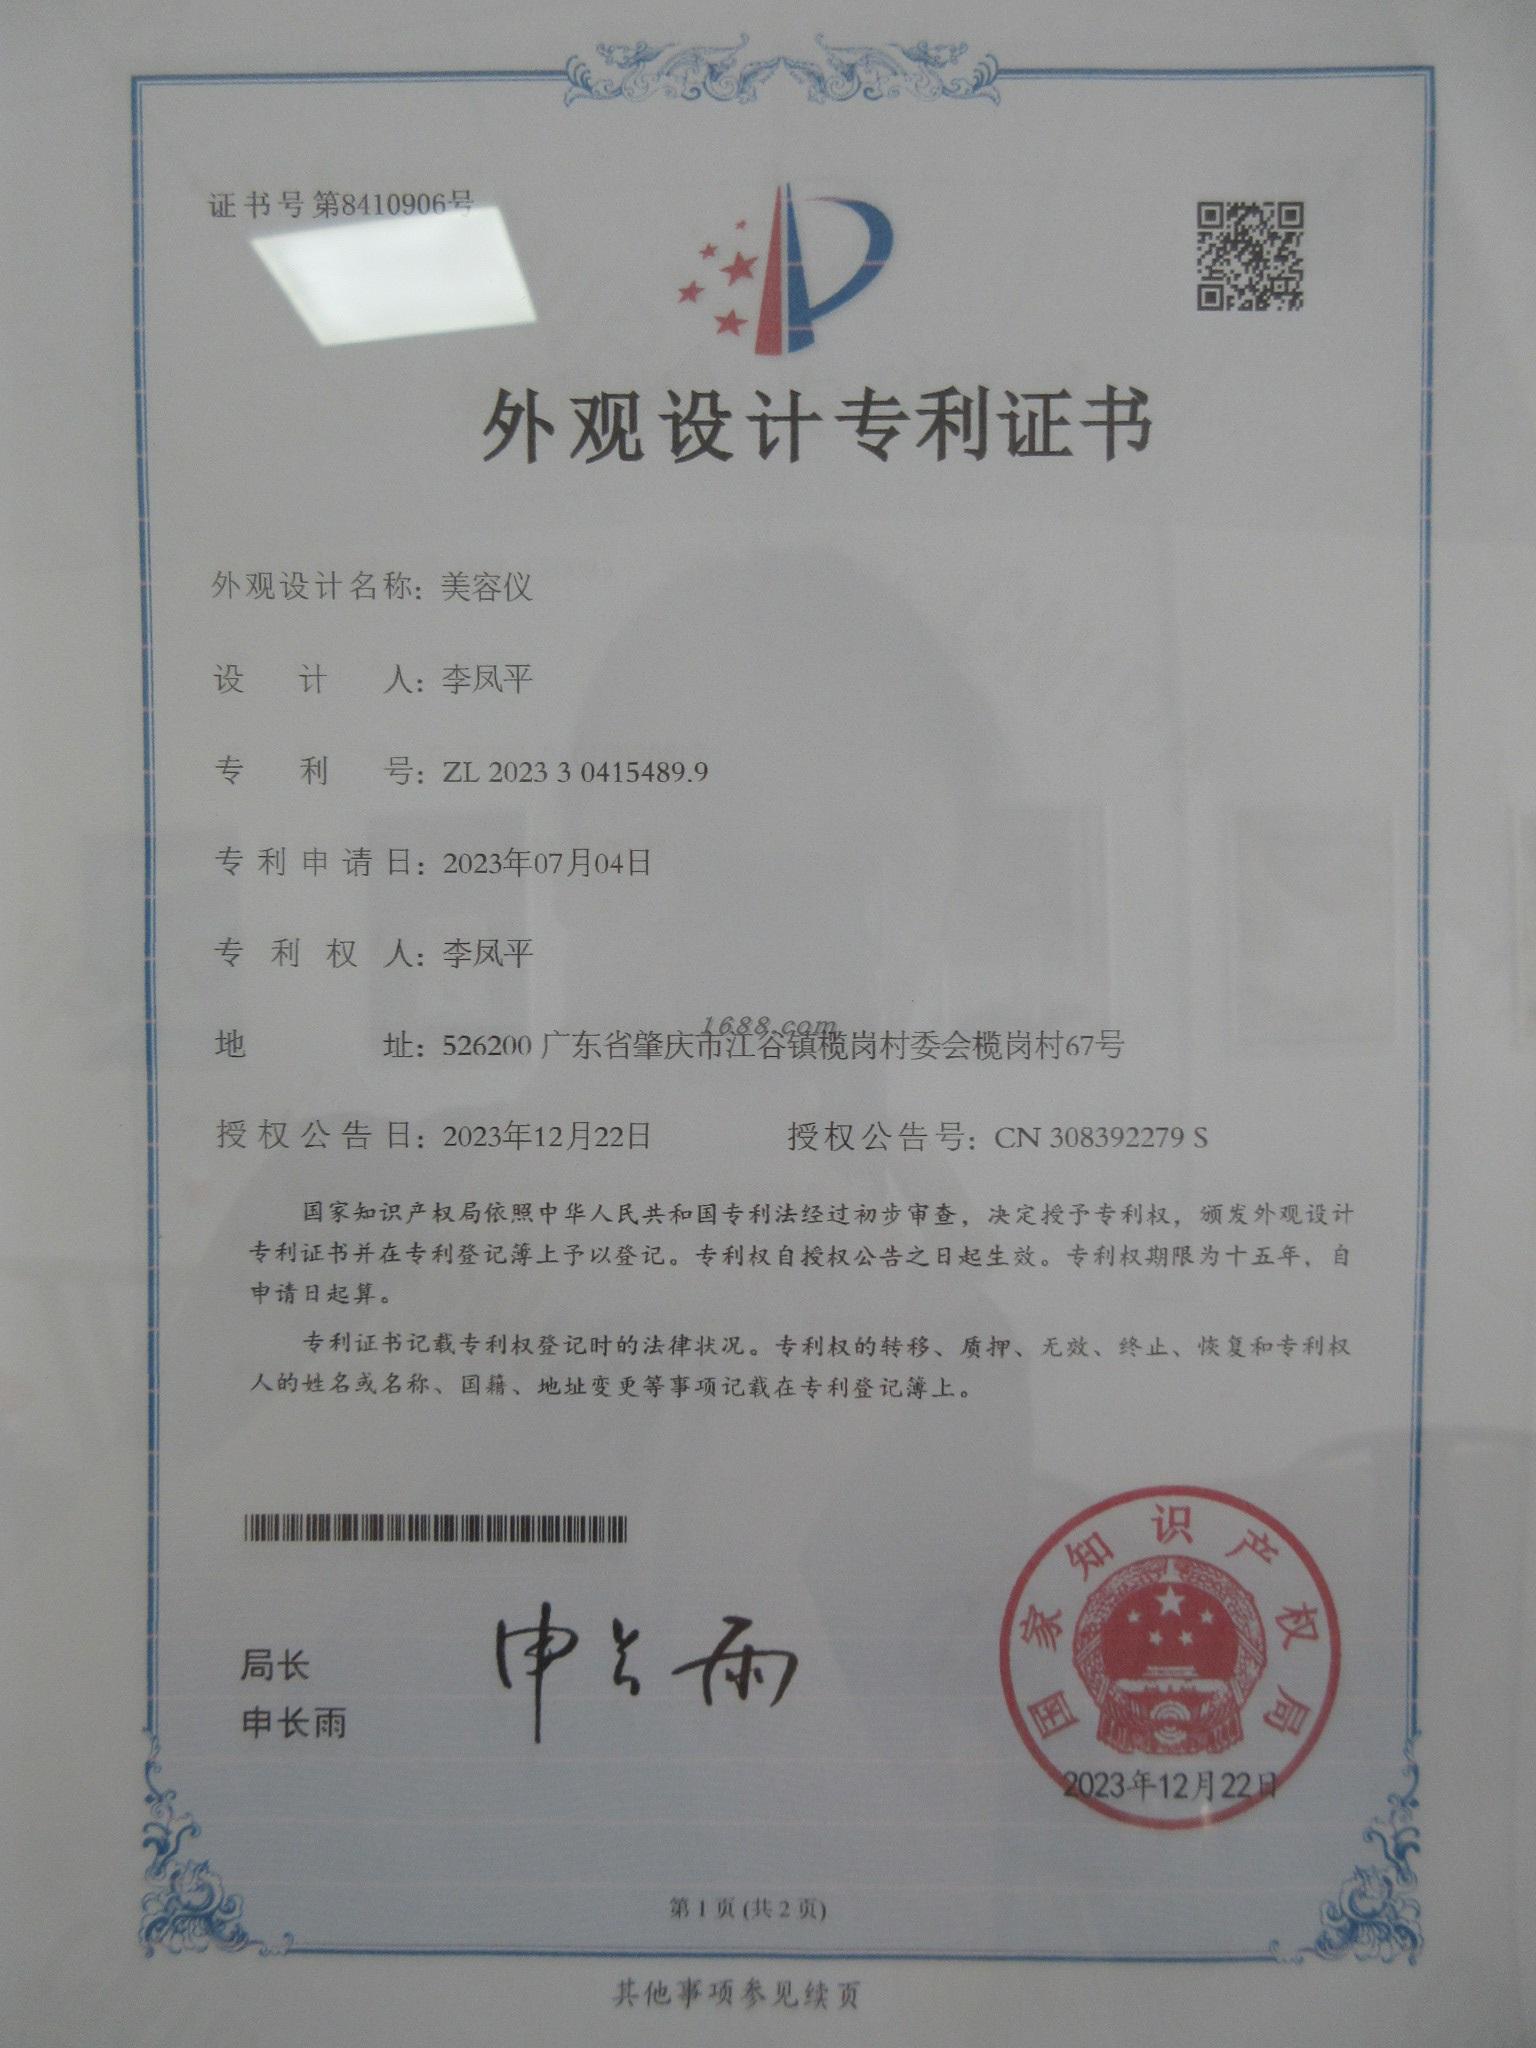 证书号第8410906号
外观设计专利证书
外观设计名称：美容仪
设计人：李凤平
专利号：ZL 2023 3 0415489.9
专利申请日：2023年07月04日
专利权人：李凤平
1688.com
地址：526200 广东省肇庆市江谷镇榄岗村委会榄岗村67号
授权公告日：2023年12月22日 授权公告号：CN 308392279 S
国家知识产权局依照中华人民共和国专利法经过初步审查，决定授予专利权，颁发外观设计
专利证书并在专利登记簿上予以登记。专利权自授权公告之日起生效。专利权期限为十五年，自
申请日起算。
专利证书记载专利权登记时的法律状况。专利权的转移、质押、无效、终止、恢复和专利权
人的姓名或名称、国籍、地址变更等事项记载在专利登记簿上。
局长
申长雨
申长雨
国家知识产权局
2023年12月22日
第 1 页 (共 2 页)
其他事项参见续页